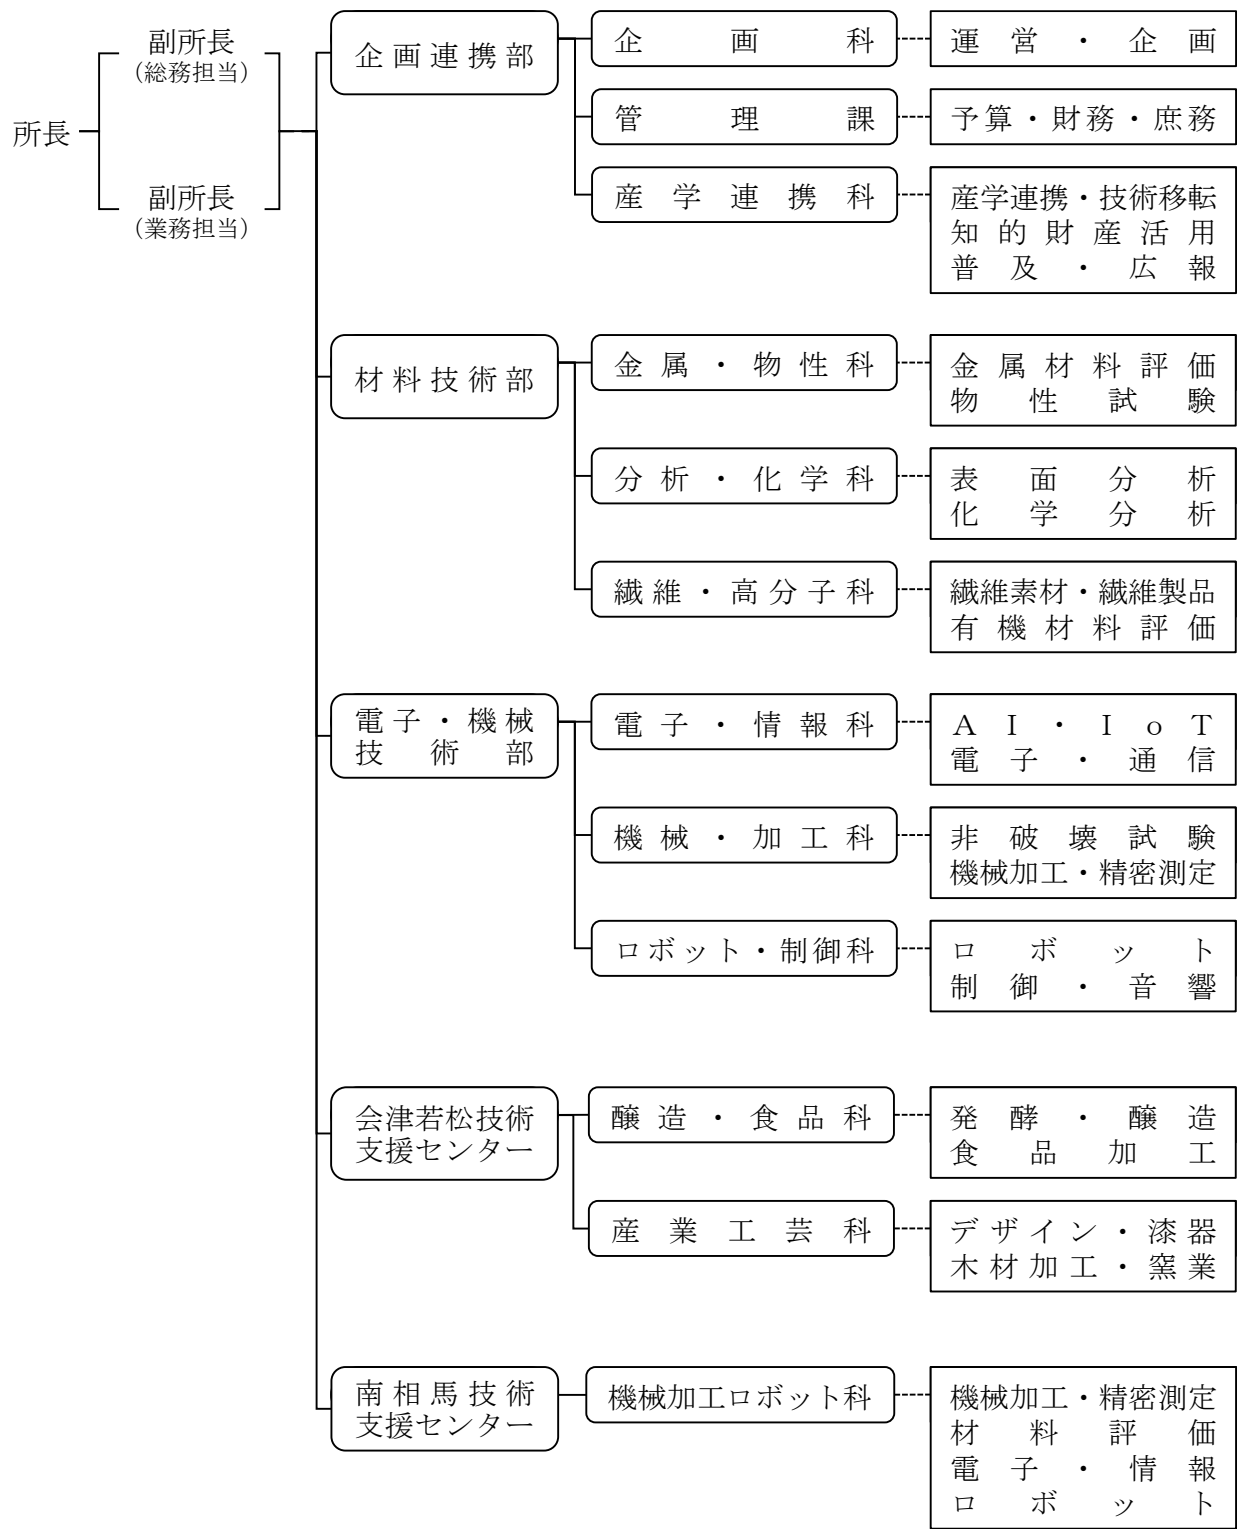 所長
副所長
(総務担当)
副所長
(業務担当)
企画連携部
企画科
運営・企画
管理課
予算・財務・庶務
産学連携科
産学連携・技術移転
知的財産活用
普及・広報
材料技術部
金属・物性科
金属材料評価
物性試験
分析・化学科
表面分析
化学分析
繊維・高分子科
繊維素材・繊維製品
有機材料評価
電子・機械
技術部
電子・情報科
AI・IoT
電子・通信
機械・加工科
非破壊試験
機械加工・精密測定
ロボット・制御科
ロボット
制御・音響
会津若松技術
支援センター
醸造・食品科
発酵・醸造
食品加工
産業工芸科
デザイン・漆器
木材加工・窯業
南相馬技術
支援センター
機械加工ロボット科
機械加工・精密測定
材料評価
電子・情報
ロボット